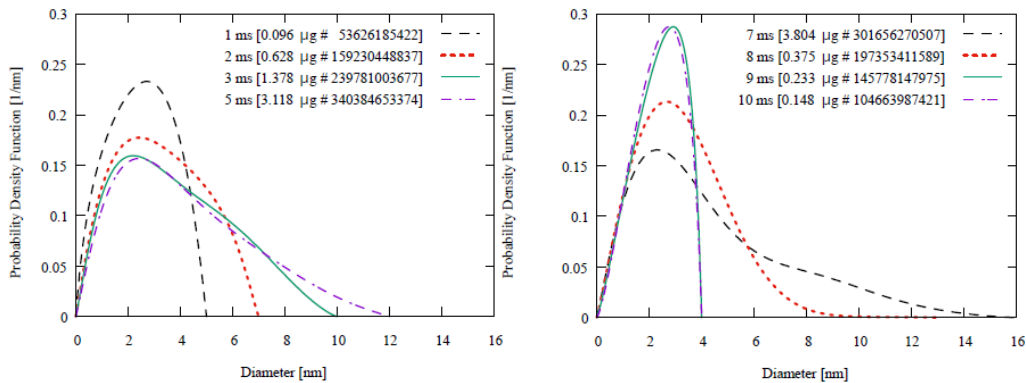 0.3
0.25
0.2
0.15
0.1
0.05
0
Probability Density Function [1/nm]
1 ms [0.096 µg # 53626185422]
2 ms [0.628 µg #159230448837]
3 ms [1.378 µg #239781003677]
5 ms [3.118 µg #340384653374]
0 2 4 6 8 10 12 14 16
Diameter [nm]
0.3
0.25
0.2
0.15
0.1
0.05
0
Probability Density Function [1/nm]
7 ms [3.804 µg #301656270507]
8 ms [0.375 µg #197353411589]
9 ms [0.233 µg #145778147975]
10 ms [0.148 µg #104663987421]
0 2 4 6 8 10 12 14 16
Diameter [nm]